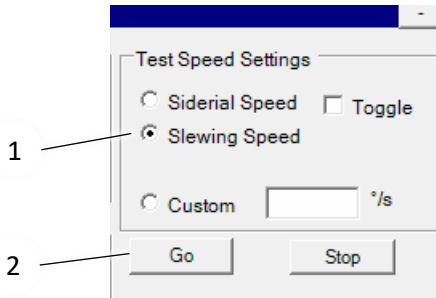 -
Test Speed Settings
Siderial Speed Toggle
1 Slewing Speed
Custom °/s
2 Go Stop